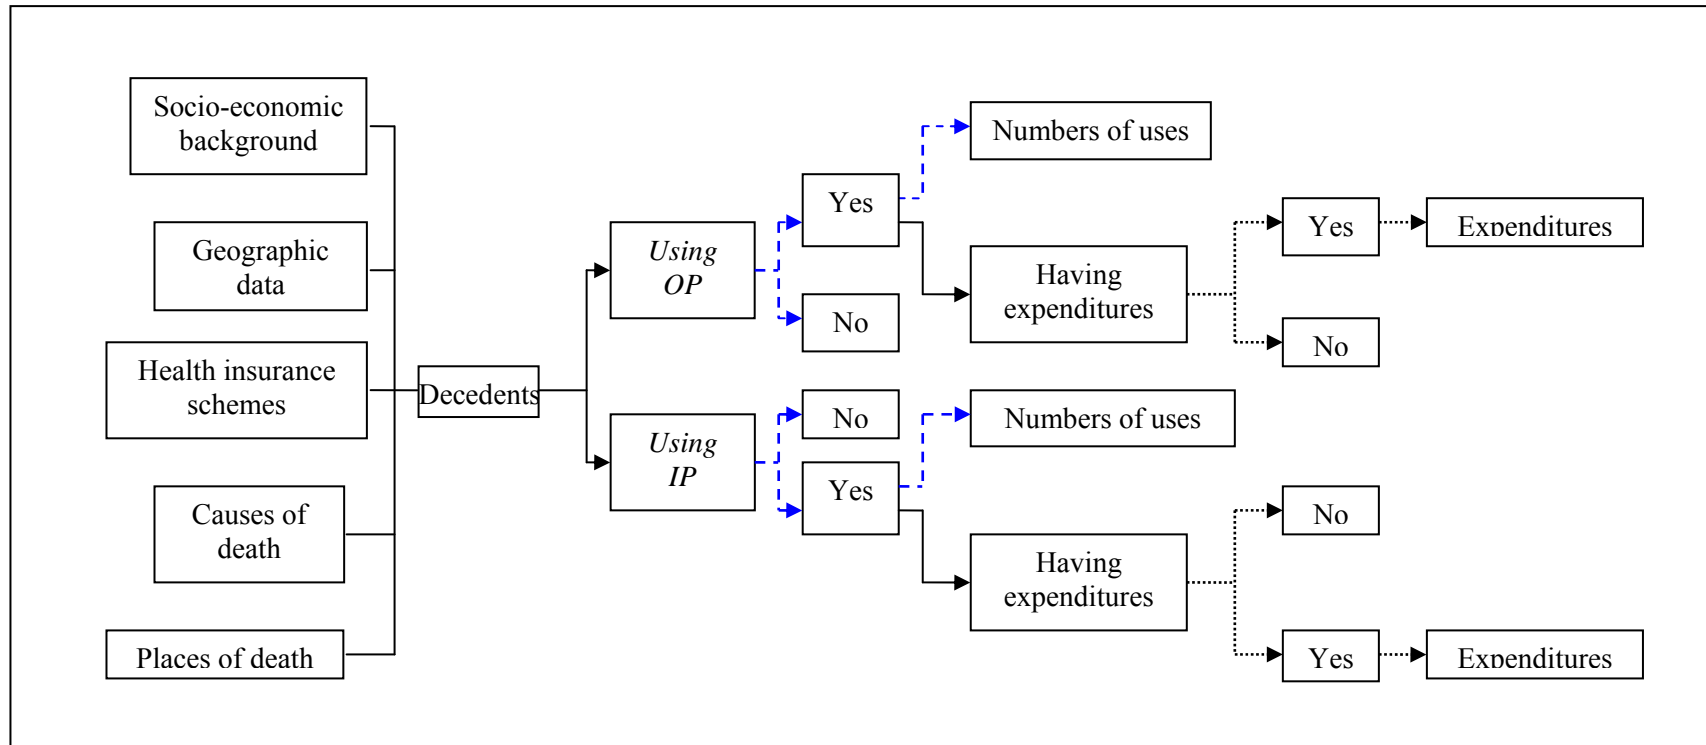 Socio-economic
background
Geographic
data
Health insurance
schemes
Causes of
death
Places of death
Decedents
Using
OP
Using
IP
Yes
No
No
Yes
Numbers of uses
Having
expenditures
Numbers of uses
Having
expenditures
Yes
No
No
Yes
Expenditures
Expenditures